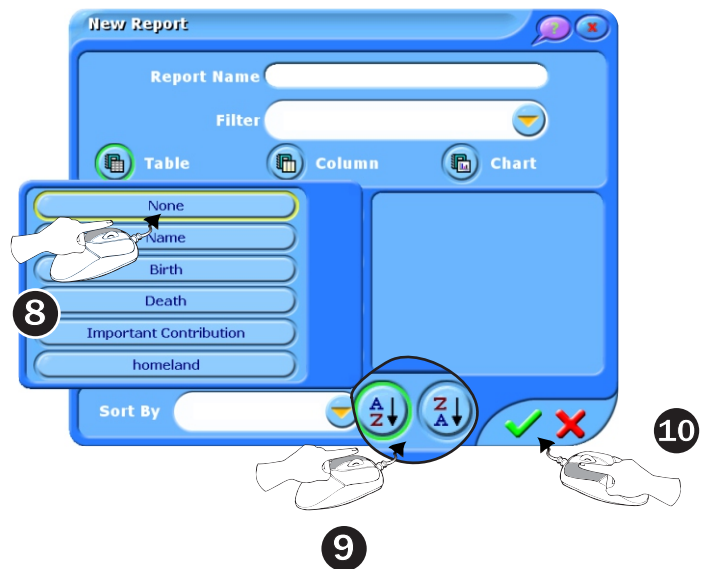 New Report
?
x
Report Name
Filter
Table
Column
Chart
None
Name
Birth
Death
Important Contribution
homeland
8
Sort By
A
Z
Z
A
10
9